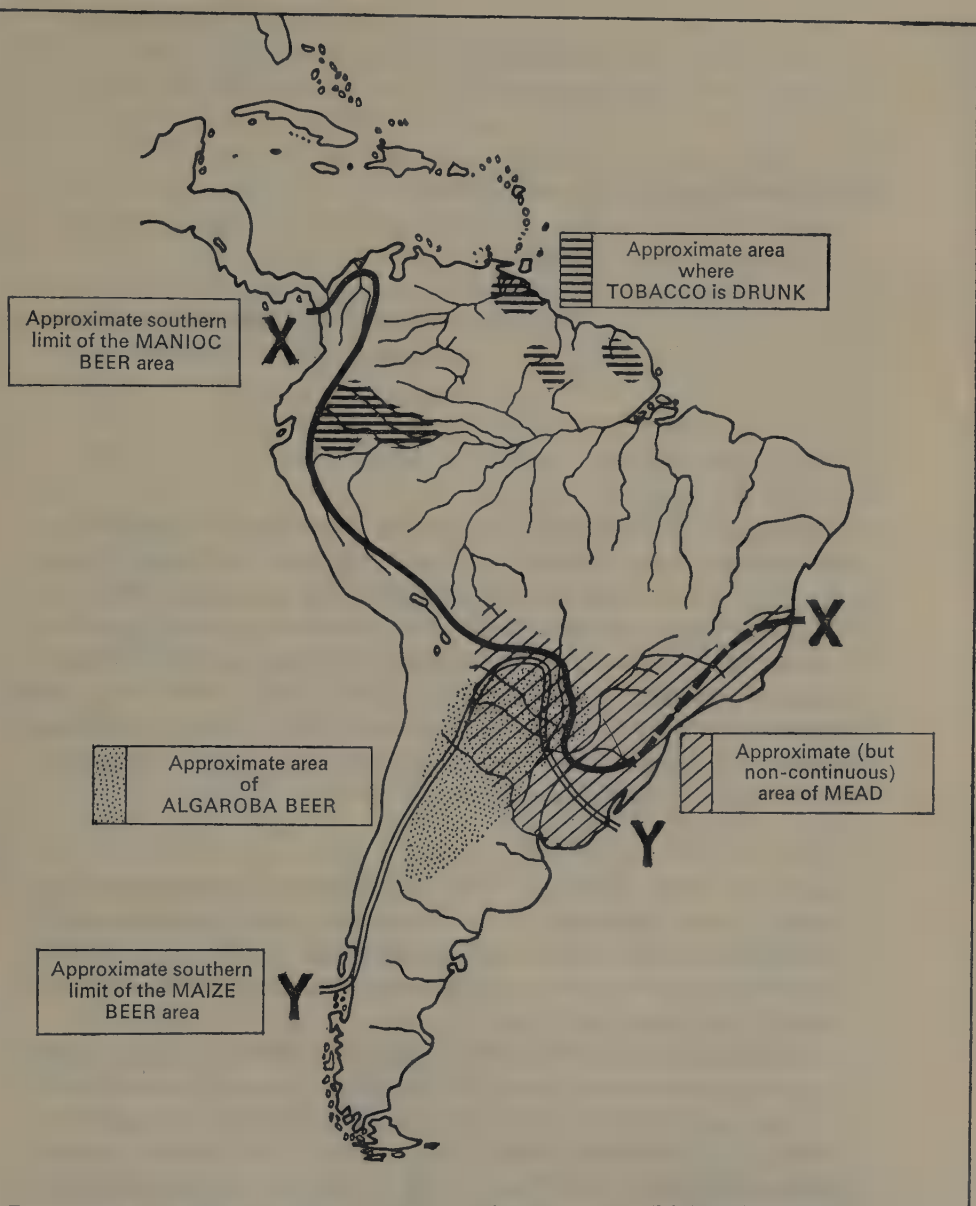 Approximate area
where
TOBACCO is DRUNK
Approximate southern
limit of the MANIOC
BEER area
X
X
Approximate area
of
ALGAROBA BEER
Approximate (but
non-continuous)
area of MEAD
Y
Approximate southern
limit of the MAIZE
BEER area
Y